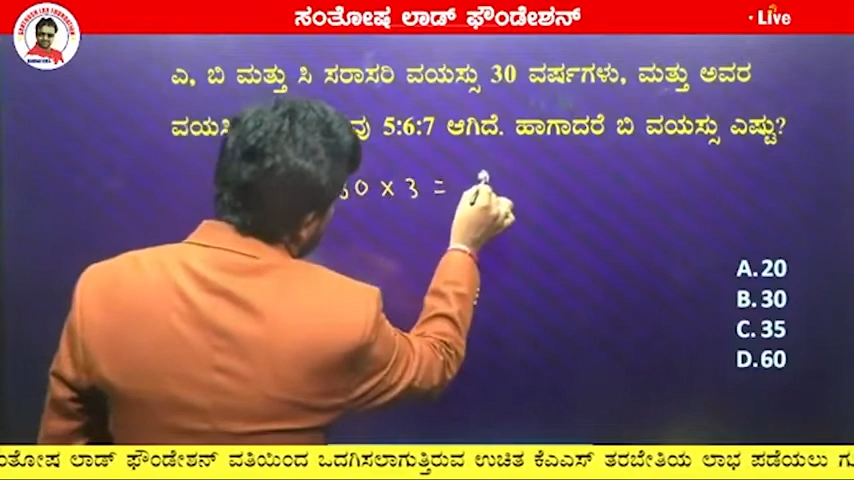 ಸಂತೋಷ ಲಾಡ್ ಫೌಂಡೇಶನ್
Live
ಎ, ಬಿ ಮತ್ತು ಸಿ ಸರಾಸರಿ ವಯಸ್ಸು 30 ವರ್ಷಗಳು, ಮತ್ತು ಅವರ
5:6:7 ಆಗಿದೆ. ಹಾಗಾದರೆ ಬಿ ವಯಸ್ಸು ಎಷ್ಟು?
0 × 3 =
A. 20
B. 30
C. 35
D. 60
ಲಾಡ್ ಫೌಂಡೇಶನ್ ವತಿಯಿಂದ ಒದಗಿಸಲಾಗುತ್ತಿರುವ ಉಚಿತ ಕೆಎಎಸ್ ತರಬೇತಿಯ ಲಾಭ ಪಡೆಯಲು